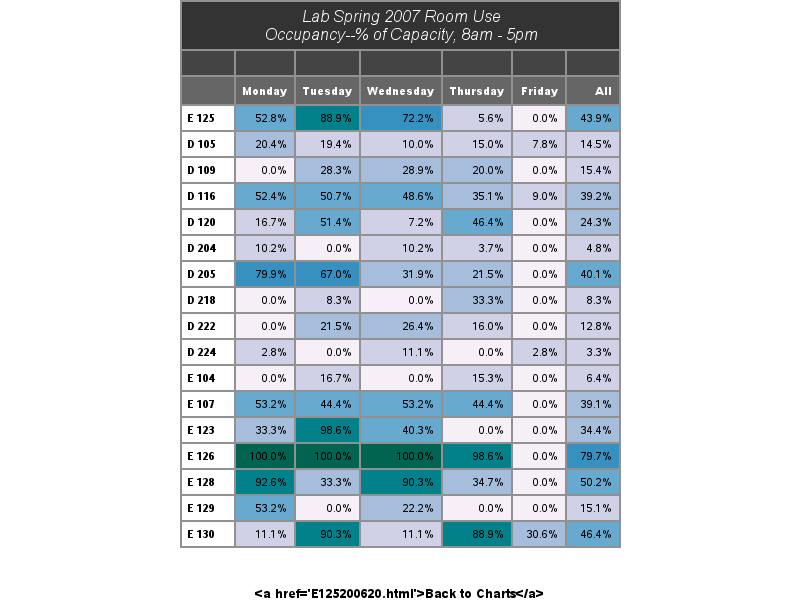 Lab Spring 2007 Room Use
Occupancy--% of Capacity, 8am - 5pm
Monday Tuesday Wednesday Thursday Friday All
E 125 52.8% 88.9% 72.2% 5.6% 0.0% 43.9%
D 105 20.4% 19.4% 10.0% 15.0% 7.8% 14.5%
D 109 0.0% 28.3% 28.9% 20.0% 0.0% 15.4%
D 116 52.4% 50.7% 48.6% 35.1% 9.0% 39.2%
D 120 16.7% 51.4% 7.2% 46.4% 0.0% 24.3%
D 204 10.2% 0.0% 10.2% 3.7% 0.0% 4.8%
D 205 79.9% 67.0% 31.9% 21.5% 0.0% 40.1%
D 218 0.0% 8.3% 0.0% 33.3% 0.0% 8.3%
D 222 0.0% 21.5% 26.4% 16.0% 0.0% 12.8%
D 224 2.8% 0.0% 11.1% 0.0% 2.8% 3.3%
E 104 0.0% 16.7% 0.0% 15.3% 0.0% 6.4%
E 107 53.2% 44.4% 53.2% 44.4% 0.0% 39.1%
E 123 33.3% 98.6% 40.3% 0.0% 0.0% 34.4%
E 126 100.0% 100.0% 100.0% 98.6% 0.0% 79.7%
E 128 92.6% 33.3% 90.3% 34.7% 0.0% 50.2%
E 129 53.2% 0.0% 22.2% 0.0% 0.0% 15.1%
E 130 11.1% 90.3% 11.1% 88.9% 30.6% 46.4%
<a href='E125200620.html'>Back to Charts</a>